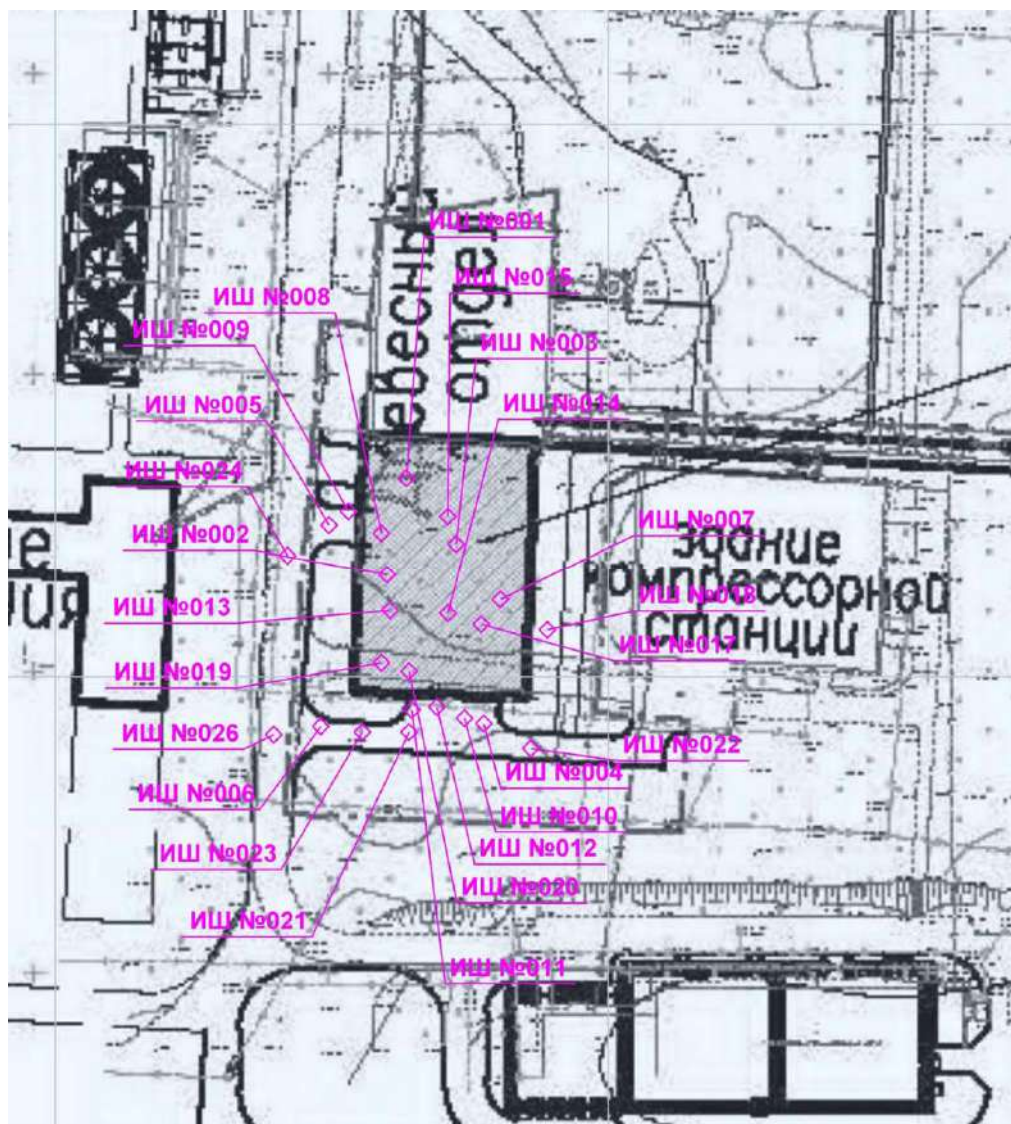 ИШ №001
ИШ №015
ИШ №008
ИШ №009
ИШ №003
ИШ №005
ИШ №014
ИШ №024
ИШ №007
ИШ №002
здание
компрессорной
станции
ИШ №013
ИШ №018
ИШ №017
ИШ №019
ИШ №026
ИШ №022
ИШ №004
ИШ №006
ИШ №010
ИШ №023
ИШ №012
ИШ №020
ИШ №021
ИШ №011
отдел